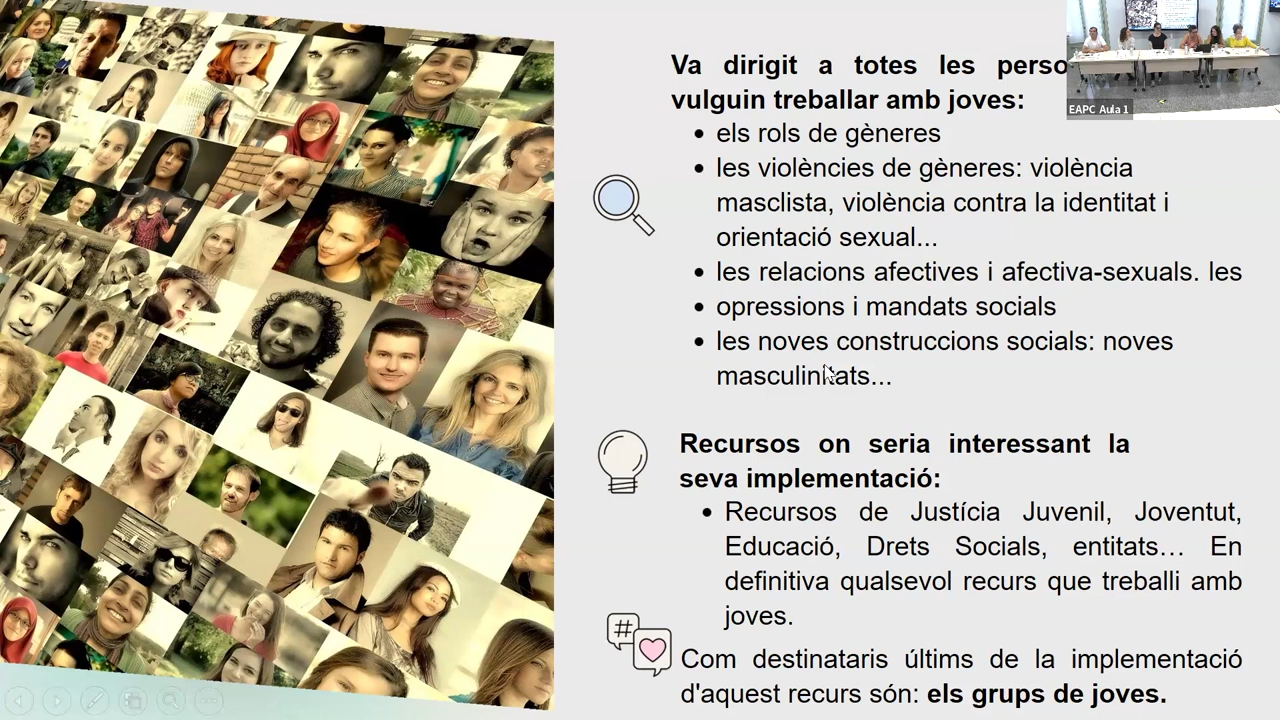 Va dirigit a totes les
vulguin treballar amb joves:
els rols de gèneres
les violències de gèneres: violència
masclista, violència contra la identitat i
orientació sexual...
les relacions afectives i afectiva-sexuals. les
opressions i mandats socials
les noves construccions socials: noves
masculinitats...
Recursos on seria interessant la
seva implementació:
Recursos de Justícia Juvenil, Joventut,
Educació, Drets Socials, entitats… En
definitiva qualsevol recurs que treballi amb
joves.
#
Com destinataris últims de la implementació
d'aquest recurs són: els grups de joves.
EAPC Aula 1